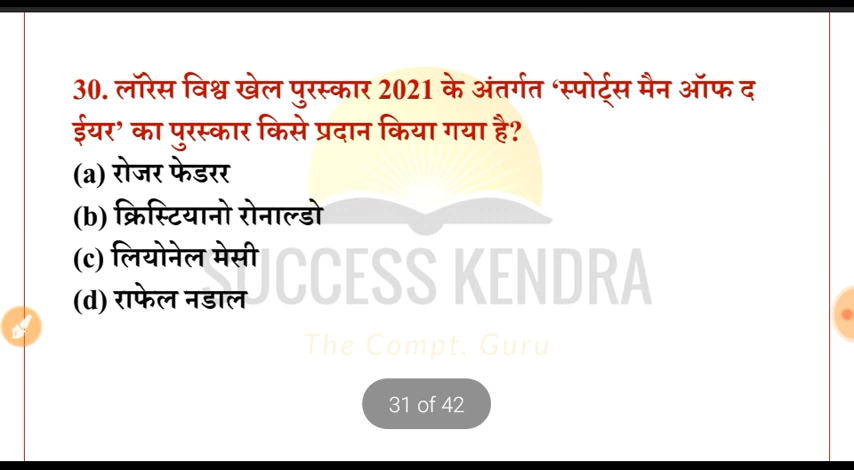 30. लॉरेस विश्व खेल पुरस्कार 2021 के अंतर्गत ‘स्पोर्ट्स मैन ऑफ द
ईयर’ का पुरस्कार किसे प्रदान किया गया है?
(a) रोजर फेडरर
(b) क्रिस्टियानो रोनाल्डो
(c) लियोनेल मेसी
(d) राफेल नडाल
SUCCESS KENDRA
The Compt. Guru
31 of 42